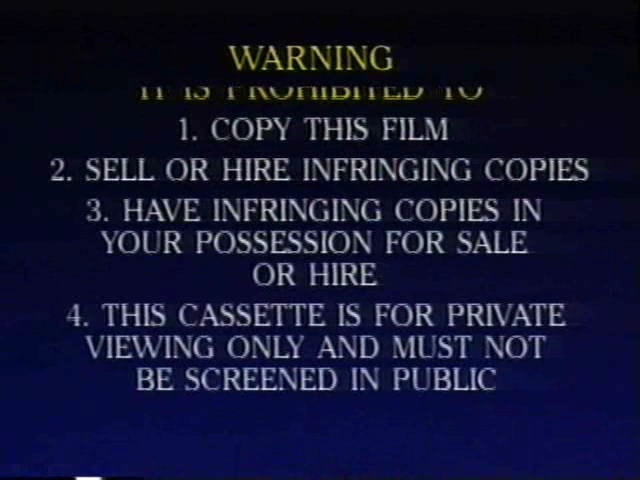 WARNING
IT IS PROHIBITED TO
1. COPY THIS FILM
2. SELL OR HIRE INFRINGING COPIES
3. HAVE INFRINGING COPIES IN
YOUR POSSESSION FOR SALE
OR HIRE
4. THIS CASSETTE IS FOR PRIVATE
VIEWING ONLY AND MUST NOT
BE SCREENED IN PUBLIC